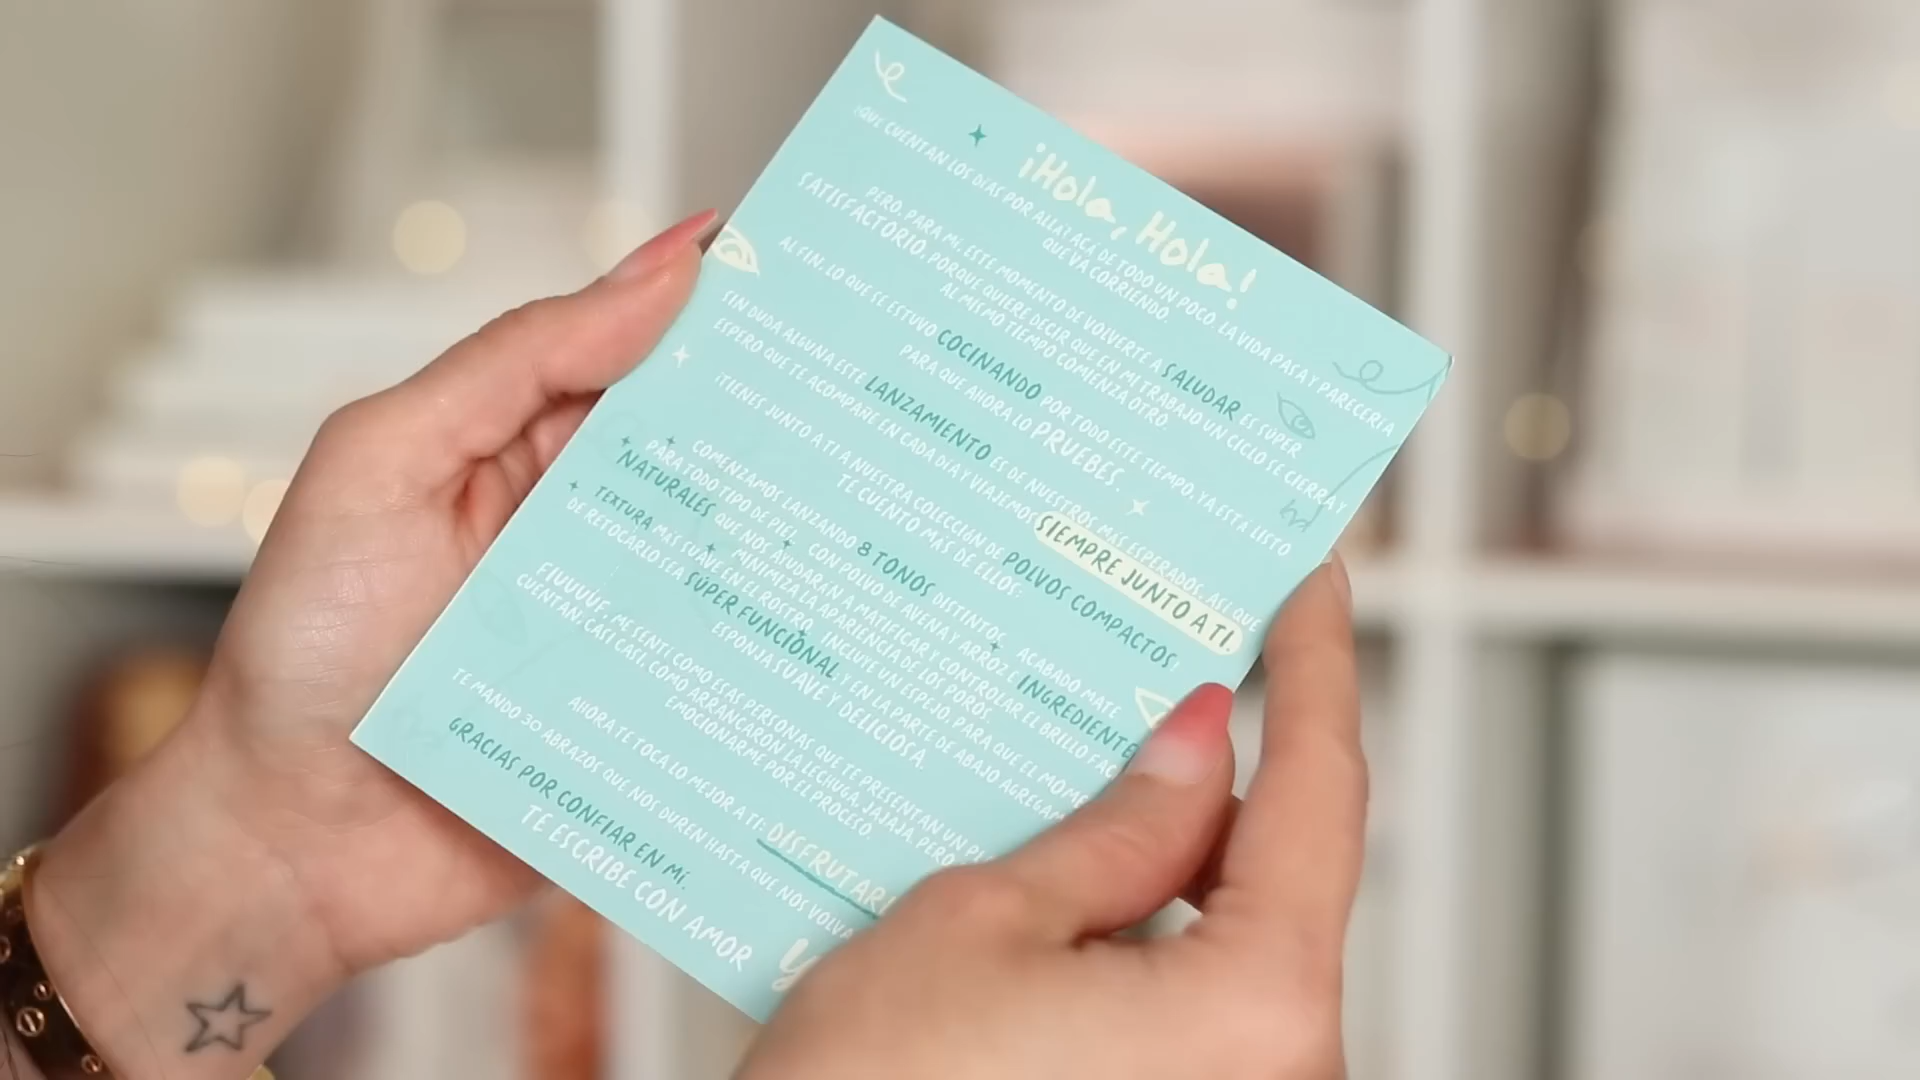 ¡Hola, Hola!
¿QUE CUENTAN LOS DÍAS POR ALLÁ? ACÁ DE TODO UN POCO. LA VIDA PASA Y PARECERÍA
QUE VA CORRIENDO.
PERO, PARA MÍ, ESTE MOMENTO DE VOLVERTE A SALUDAR ES SÚPER
SATISFACTORIO, PORQUE QUIERE DECIR QUE EN MI TRABAJO UN CICLO SE CIERRA Y
AL MISMO TIEMPO COMIENZA OTRO.
AL FIN, LO QUE SE ESTUVO COCINANDO POR TODO ESTE TIEMPO, YA ESTÁ LISTO
PARA QUE AHORA LO PRUEBES.
SIN DUDA ALGUNA ESTE LANZAMIENTO ES DE NUESTROS MÁS ESPERADOS, ASÍ QUE
ESPERO QUE TE ACOMPAÑE EN CADA DÍA Y VIAJEMOS SIEMPRE JUNTO A TI.
¡TIENES JUNTO A TI A NUESTRA COLECCIÓN DE POLVOS COMPACTOS!
TE CUENTO MÁS DE ELLOS:
COMENZAMOS LANZANDO 8 TONOS DISTINTOS ACABADO MATE
PARA TODO TIPO DE PIEL CON POLVO DE AVENA Y ARROZ E INGREDIENTE
NATURALES QUE NOS AYUDARÁN A MATIFICAR Y CONTROLAR EL BRILLO FAC
MINIMIZA LA APARIENCIA DE LOS POROS.
TEXTURA MÁS SUAVE EN EL ROSTRO INCLUYE UN ESPEJO, PARA QUE EL MOME
DE RETOCARLO SEA SÚPER FUNCIONAL Y EN LA PARTE DE ABAJO AGREGAM
ESPONJA SUAVE Y DELICIOSA.
FIUUUÚF, ME SENTÍ COMO ESAS PERSONAS QUE TE PRESENTAN UN PL
CUENTAN, CASI CASI, COMO ARRANCARON LA LECHUGA, JAJAJA, PERO
EMOCIONARME POR EL PROCESO.
AHORA TE TOCA LO MEJOR A TI: DISFRUTARL
TE MANDO 30 ABRAZOS QUE NOS DUREN HASTA QUE NOS VOLVA
GRACIAS POR CONFIAR EN MÍ.
TE ESCRIBE CON AMOR